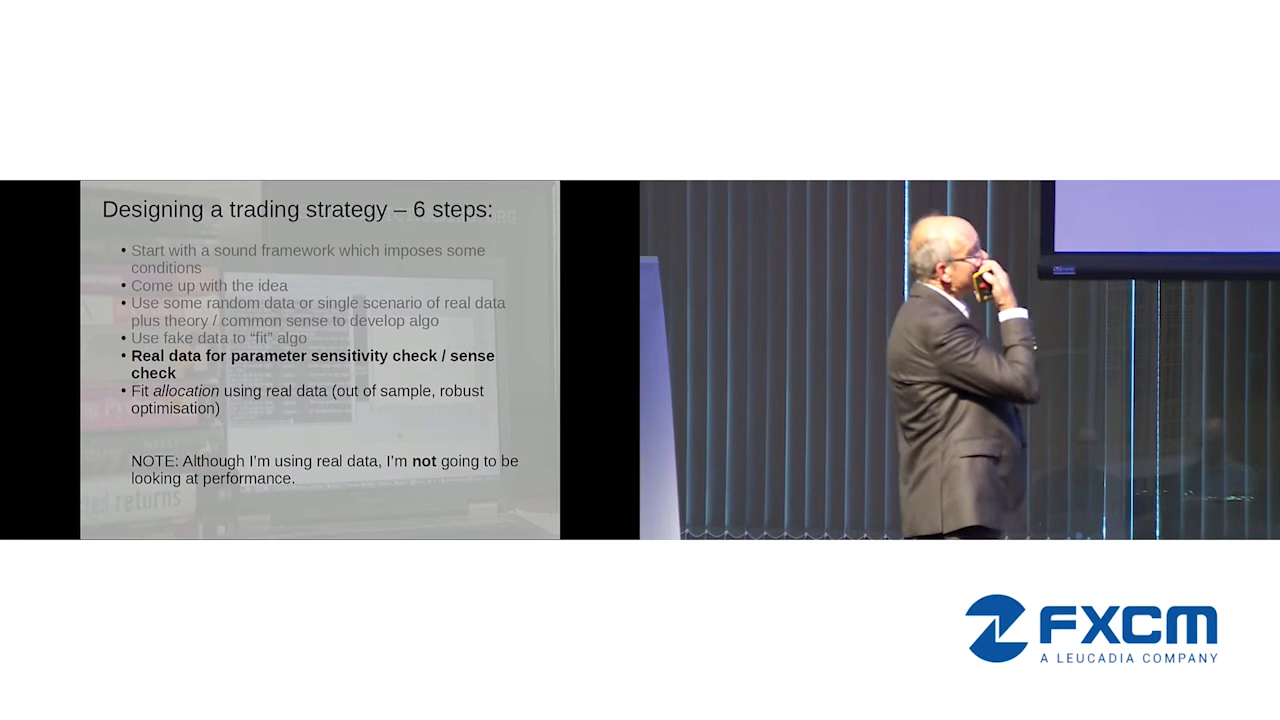 Designing a trading strategy – 6 steps:
• Start with a sound framework which imposes some
conditions
• Come up with the idea
• Use some random data or single scenario of real data
plus theory / common sense to develop algo
• Use fake data to “fit” algo
• Real data for parameter sensitivity check / sense
check
• Fit allocation using real data (out of sample, robust
optimisation)
NOTE: Although I’m using real data, I’m not going to be
looking at performance.
FXCM
A LEUCADIA COMPANY